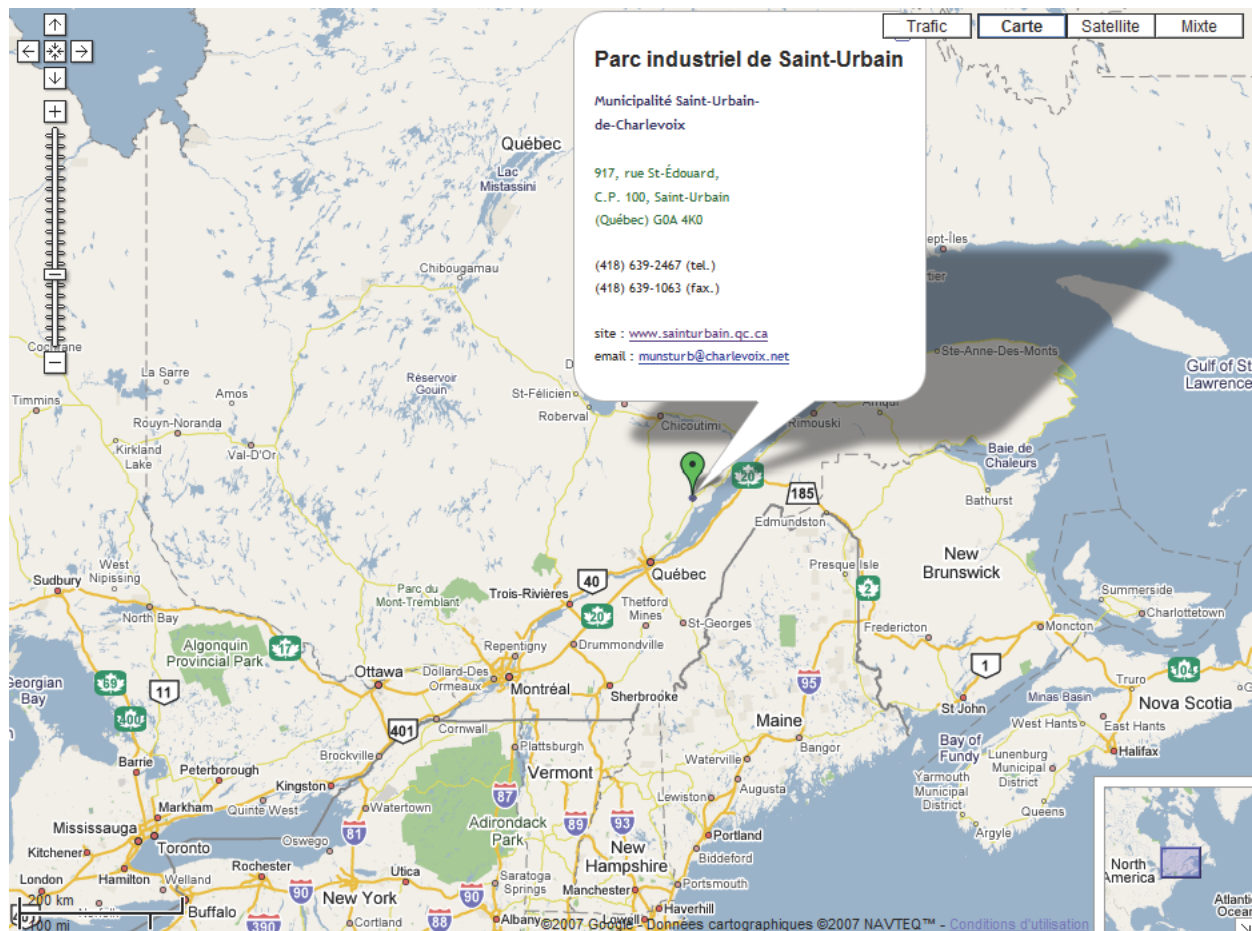 Trafic
Carte
Satellite
Mixte
Parc industriel de Saint-Urbain
Municipalité Saint-Urbain-
de-Charlevoix
917, rue St-Édouard,
C.P. 100, Saint-Urbain
(Québec) G0A 4K0
(418) 639-2467 (tel.)
(418) 639-1063 (fax.)
site : www.sainturbain.qc.ca
email : munsturb@charlevoix.net
Québec
Lac
Mistassini
Chibougamau
ept-Îles
rtier
Ste-Anne-Des-Monts
Gulf of St
Lawrence
Cochrane
La Sarre
Amos
Réservoir
Gouin
St-Félicien
Roberval
D
Timmins
Rouyn-Noranda
Kirkland
Lake
Val-D'Or
Chicoutimi
Rimouski
Amqui
Baie de
Chaleurs
20
185
Bathurst
Edmundston
West
Nipissing
Sudbury
North Bay
Parc du
Mont-Tremblant
Trois-Rivières
40
Québec
Presque Isle
New
Brunswick
2
Summerside
Charlottetown
20
Thetford
Mines
St-Georges
Fredericton
Moncton
Algonquin
Provincial Park
17
Repentigny
Drummondville
1
104
Truro
Georgian
Bay
69
11
Ottawa
Dollard-Des
Ormeaux
Montréal
Sherbrooke
95
St John
Minas Basin
Nova Scotia
400
401
Cornwall
Maine
West Hants
East Hants
Barrie
Brockville
Plattsburgh
Bangor
Bay of
Fundy
Halifax
Peterborough
Kingston
Vermont
Waterville
Lunenburg
Municipal
District
Yarmouth
Municipal
District
Markham
Quinte West
Watertown
87
Lewiston
Augusta
Queens
Mississauga
Toronto
Oswego
81
Adirondack
Park
89
93
Portland
Argyle
Kitchener
New
Hampshire
Biddeford
London
Hamilton
Welland
Rochester
90
Utica
Saratoga
Springs
Portsmouth
North
America
200 km
Buffalo
New York
90
Manchester
Haverhill
Atlantic
Ocean
100 mi
390
Cortland
88
Albany
Lowell
©2007 Google - Données cartographiques ©2007 NAVTEQ™ - Conditions d'utilisation